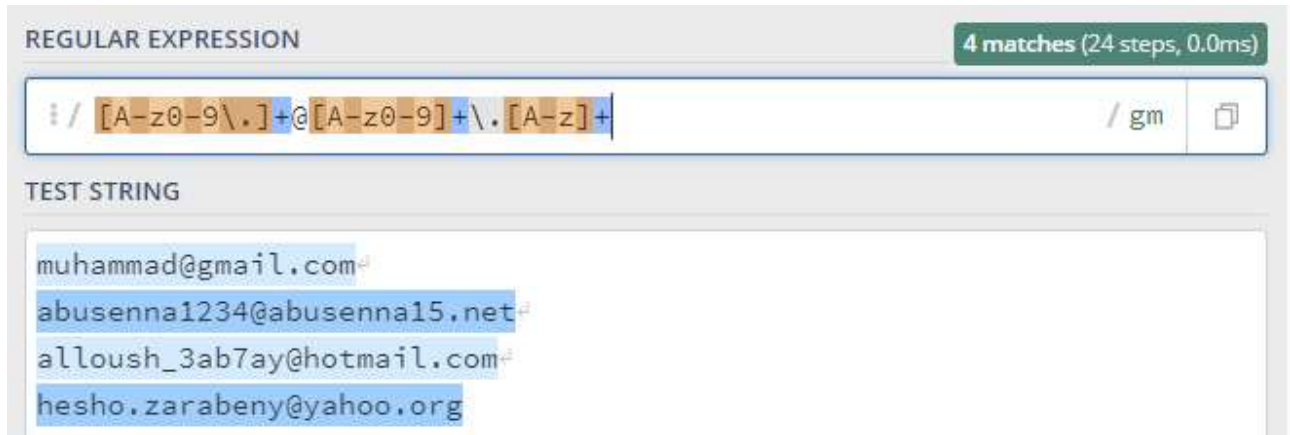 REGULAR EXPRESSION
4 matches (24 steps, 0.0ms)
/ [A-z0-9\.]+@[A-z0-9]+\.[A-z]+ / gm
TEST STRING
muhammad@gmail.com
abusenna1234@abusenna15.net
alloush_3ab7ay@hotmail.com
hesho.zarabeny@yahoo.org